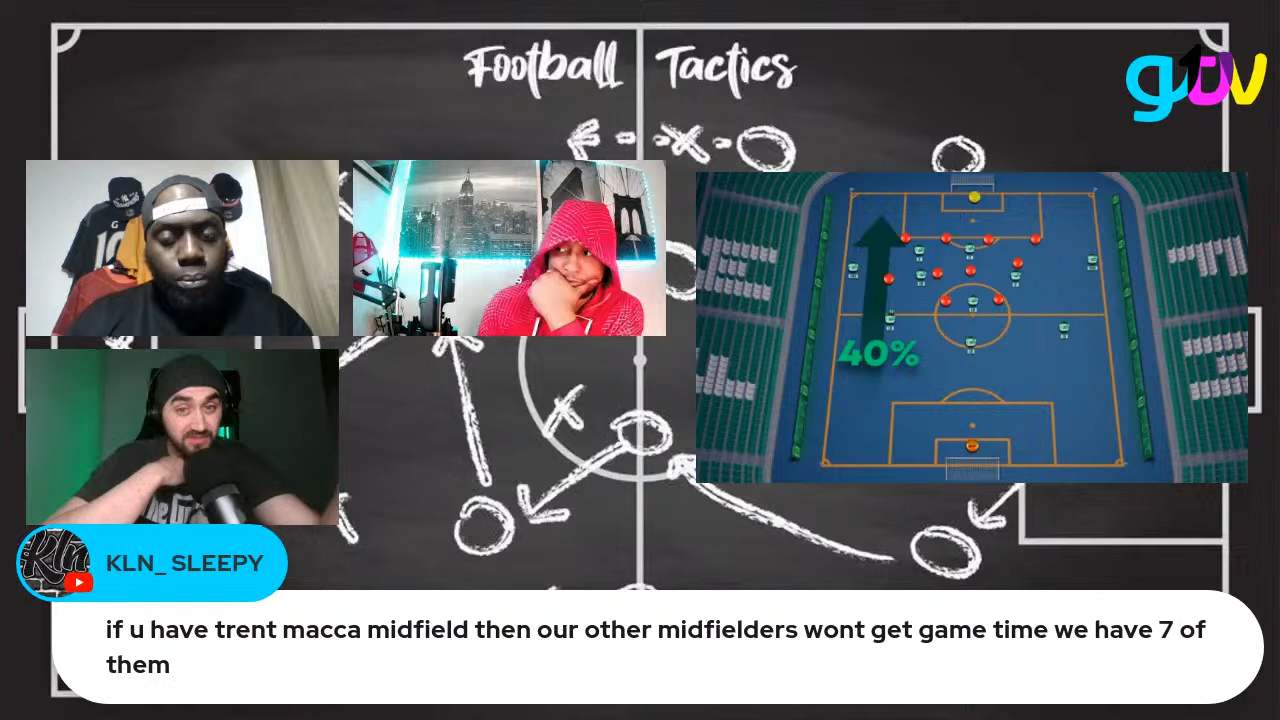 Football Tactics
g1tv
40%
KLN_ SLEEPY
if u have trent macca midfield then our other midfielders wont get game time we have 7 of
them